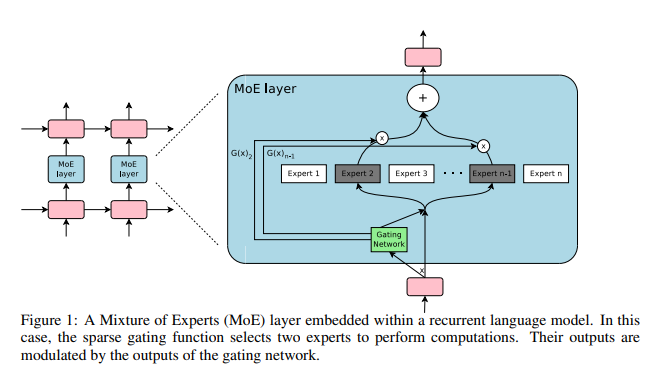 MoE layer
MoE
layer
MoE
layer
+
x
x
G(x)2
G(x)n-1
Expert 1
Expert 2
Expert 3
. . .
Expert n-1
Expert n
Gating
Network
x
Figure 1: A Mixture of Experts (MoE) layer embedded within a recurrent language model. In this
case, the sparse gating function selects two experts to perform computations. Their outputs are
modulated by the outputs of the gating network.